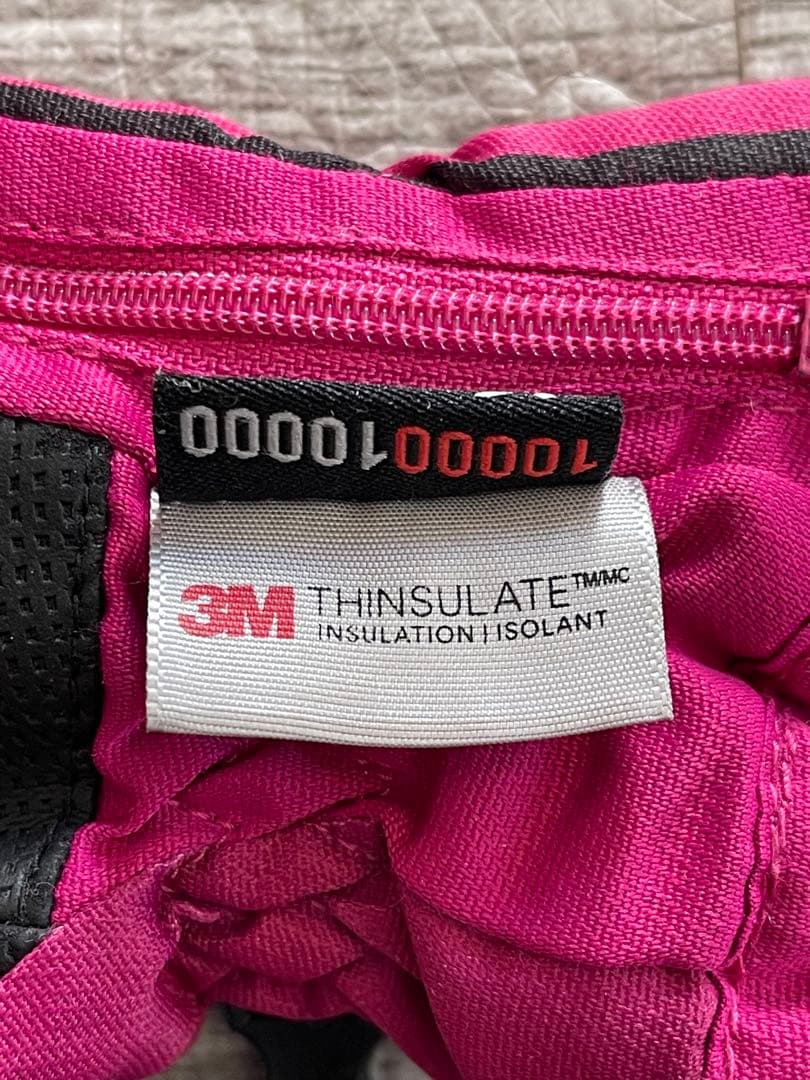 1000010000
3M THINSULATE™/MC
INSULATION | ISOLANT